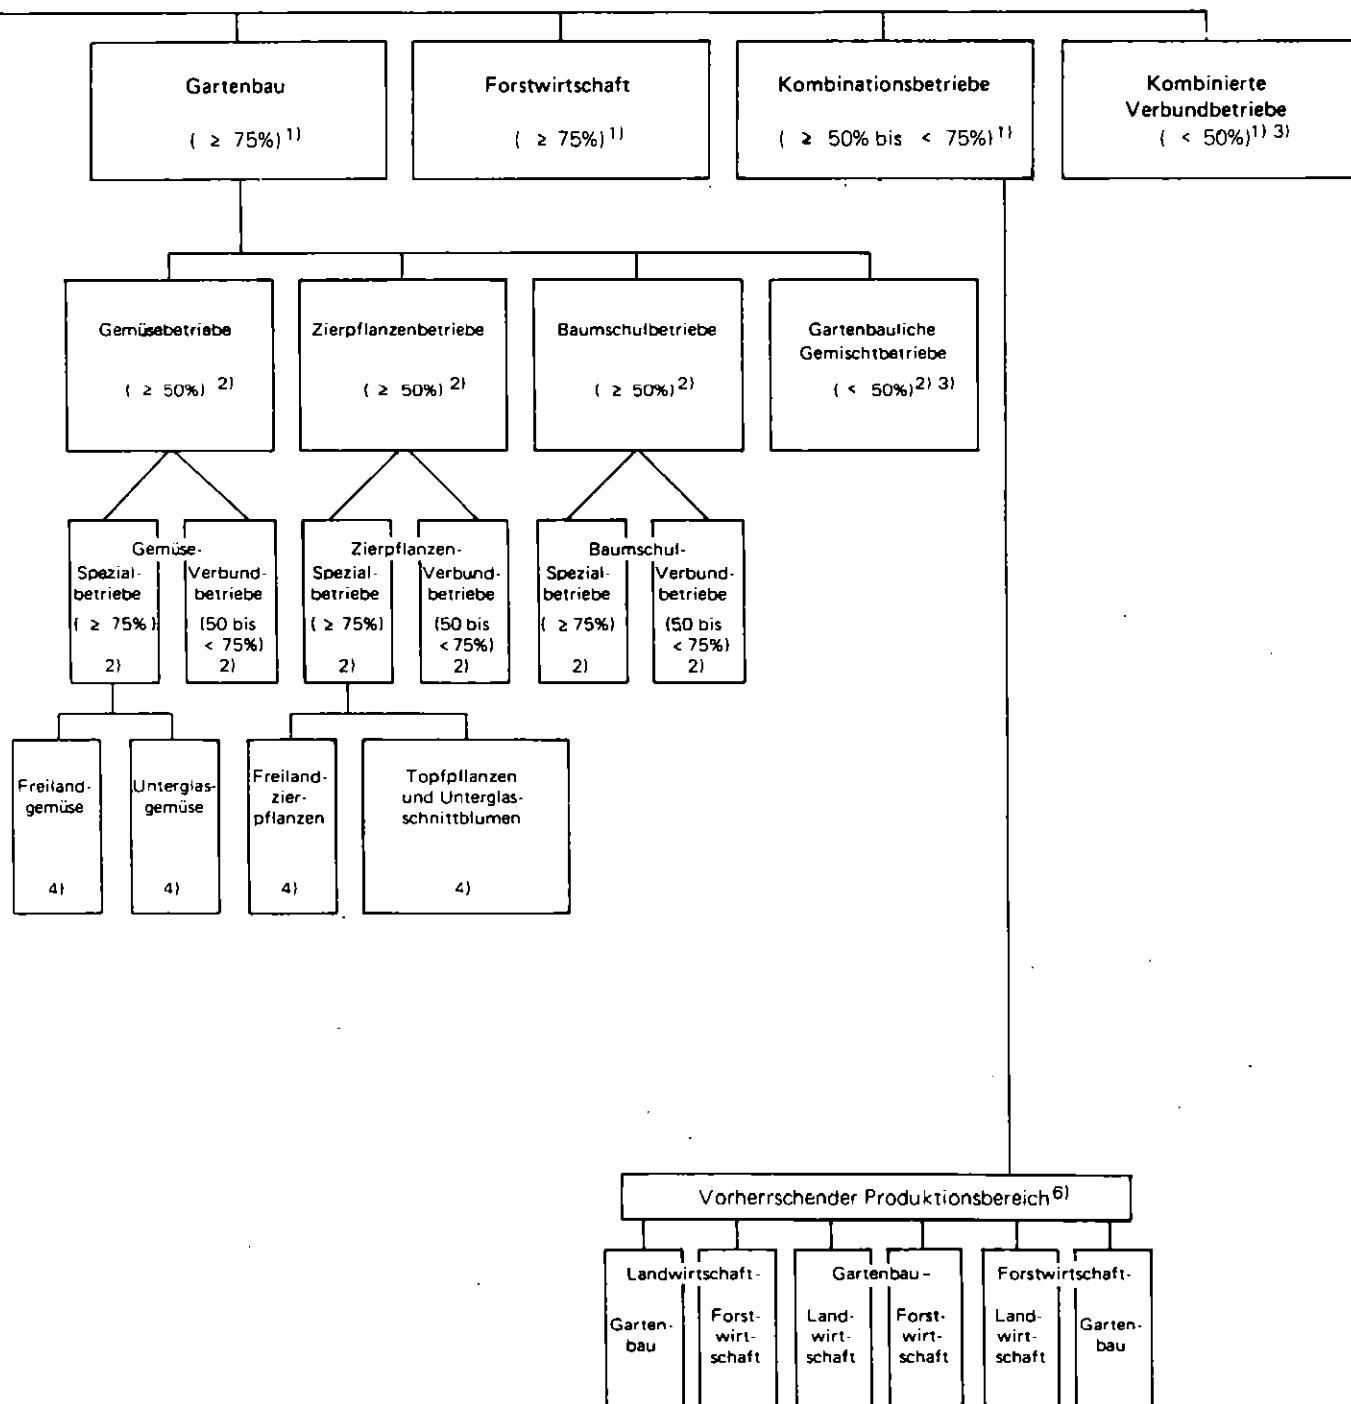 Gartenbau
( ≥ 75%) 1)
Forstwirtschaft
( ≥ 75%) 1)
Kombinationsbetriebe
( ≥ 50% bis < 75%) 1)
Kombinierte
Verbundbetriebe
( < 50%) 1) 3)
Gemüsebetriebe
( ≥ 50%) 2)
Zierpflanzenbetriebe
( ≥ 50%) 2)
Baumschulbetriebe
( ≥ 50%) 2)
Gartenbauliche
Gemischtbetriebe
( < 50%) 2) 3)
Gemüse-
Spezial-
betriebe
( ≥ 75%)
2)
Verbund-
betriebe
(50 bis
< 75%)
2)
Zierpflanzen-
Spezial-
betriebe
( ≥ 75%)
2)
Verbund-
betriebe
(50 bis
< 75%)
2)
Baumschul-
Spezial-
betriebe
( ≥ 75%)
2)
Verbund-
betriebe
(50 bis
< 75%)
2)
Freiland-
gemüse
4)
Unterglas-
gemüse
4)
Freiland-
zier-
pflanzen
4)
Topfpflanzen
und Unterglas-
schnittblumen
4)
Vorherrschender Produktionsbereich 6)
Landwirtschaft-
Garten-
bau
Forst-
wirt-
schaft
Gartenbau-
Land-
wirt-
schaft
Forst-
wirt-
schaft
Forstwirtschaft-
Land-
wirt-
schaft
Garten-
bau